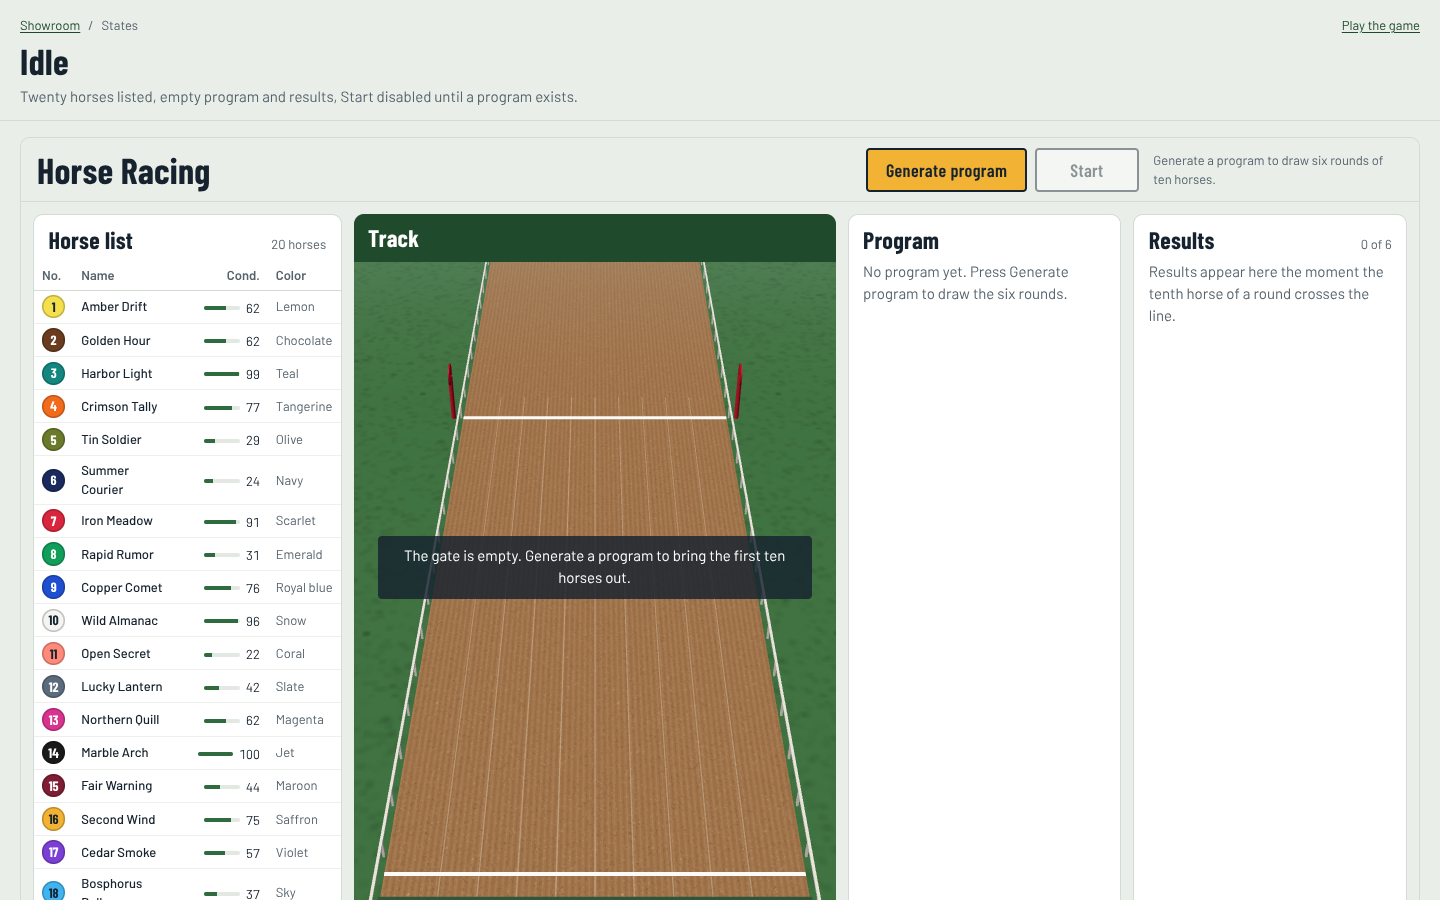 Showroom / States
Play the game
Idle
Twenty horses listed, empty program and results, Start disabled until a program exists.
Horse Racing
Generate program
Start
Generate a program to draw six rounds of
ten horses.
Horse list
20 horses
No. Name Cond. Color
1 Amber Drift 62 Lemon
2 Golden Hour 62 Chocolate
3 Harbor Light 99 Teal
4 Crimson Tally 77 Tangerine
5 Tin Soldier 29 Olive
6 Summer
Courier 24 Navy
7 Iron Meadow 91 Scarlet
8 Rapid Rumor 31 Emerald
9 Copper Comet 76 Royal blue
10 Wild Almanac 96 Snow
11 Open Secret 22 Coral
12 Lucky Lantern 42 Slate
13 Northern Quill 62 Magenta
14 Marble Arch 100 Jet
15 Fair Warning 44 Maroon
16 Second Wind 75 Saffron
17 Cedar Smoke 57 Violet
18 Bosphorus
37 Sky
Track
The gate is empty. Generate a program to bring the first ten
horses out.
Program
No program yet. Press Generate
program to draw the six rounds.
Results
0 of 6
Results appear here the moment the
tenth horse of a round crosses the
line.